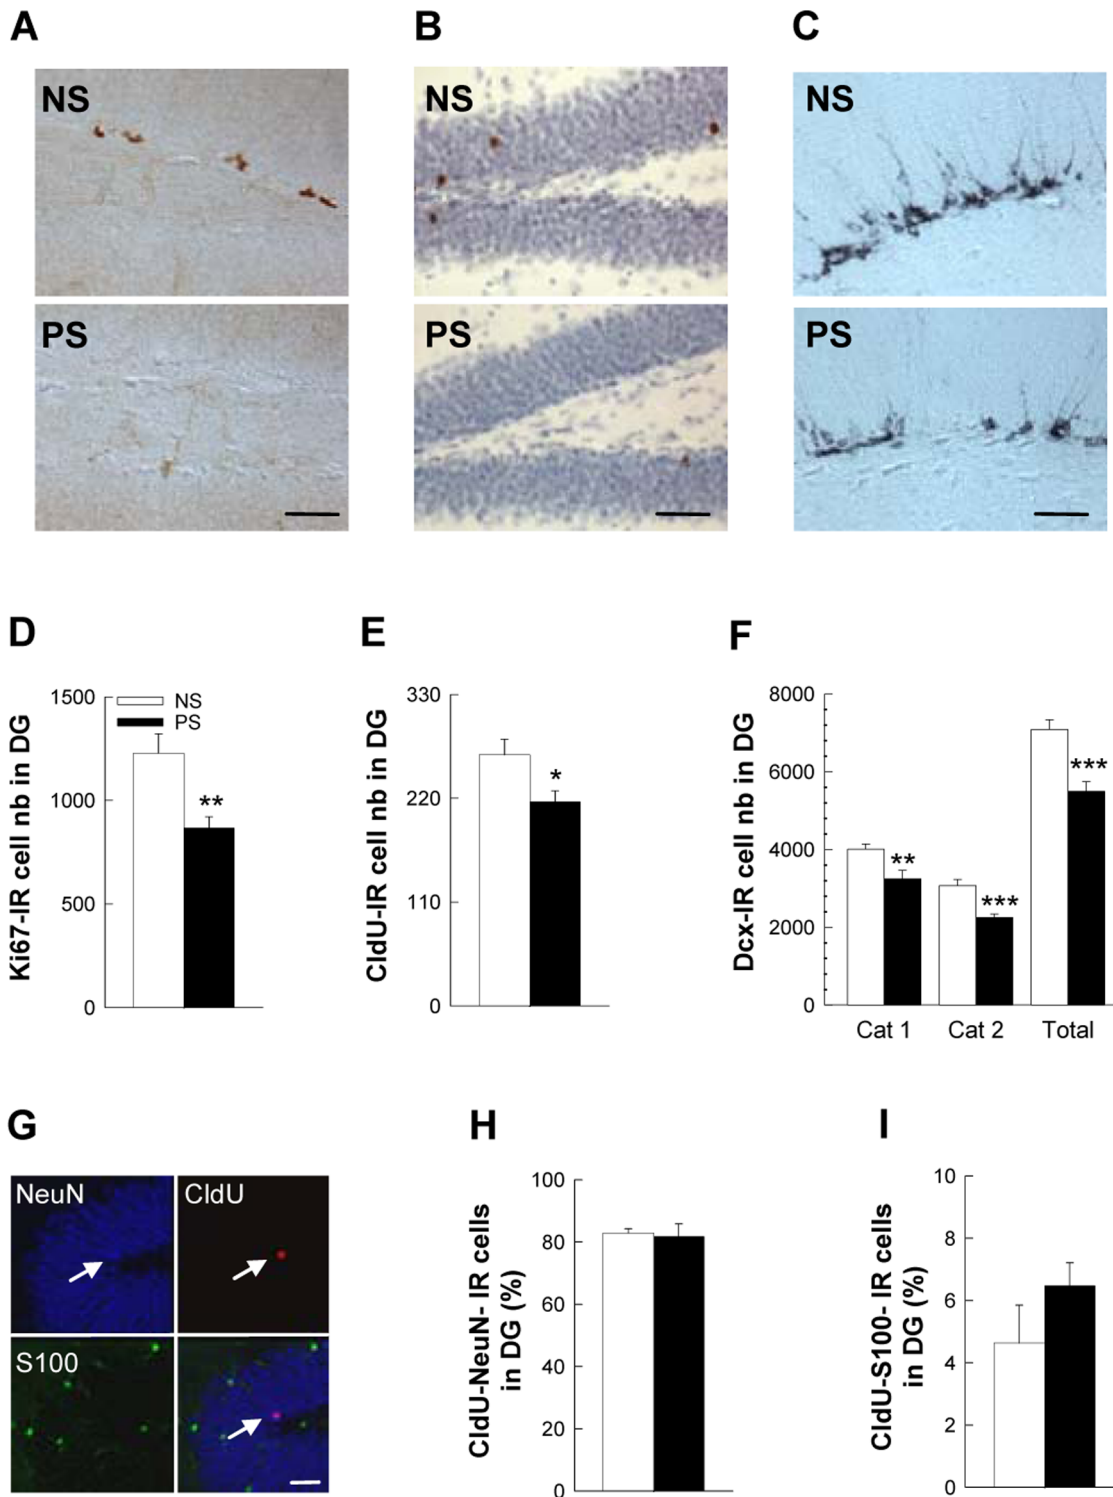 A
B
C
NS
NS
NS
PS
PS
PS
D
E
F
Ki67-IR cell nb in DG
1500
1000
500
0
NS
PS
**
CldU-IR cell nb in DG
330
220
110
0
*
Dcx-IR cell nb in DG
8000
6000
4000
2000
0
**
***
***
Cat 1
Cat 2
Total
G
H
I
NeuN
CldU
S100
CldU-NeuN- IR cells
in DG (%)
100
80
60
40
20
0
CldU-S100- IR cells
in DG (%)
10
8
6
4
2
0